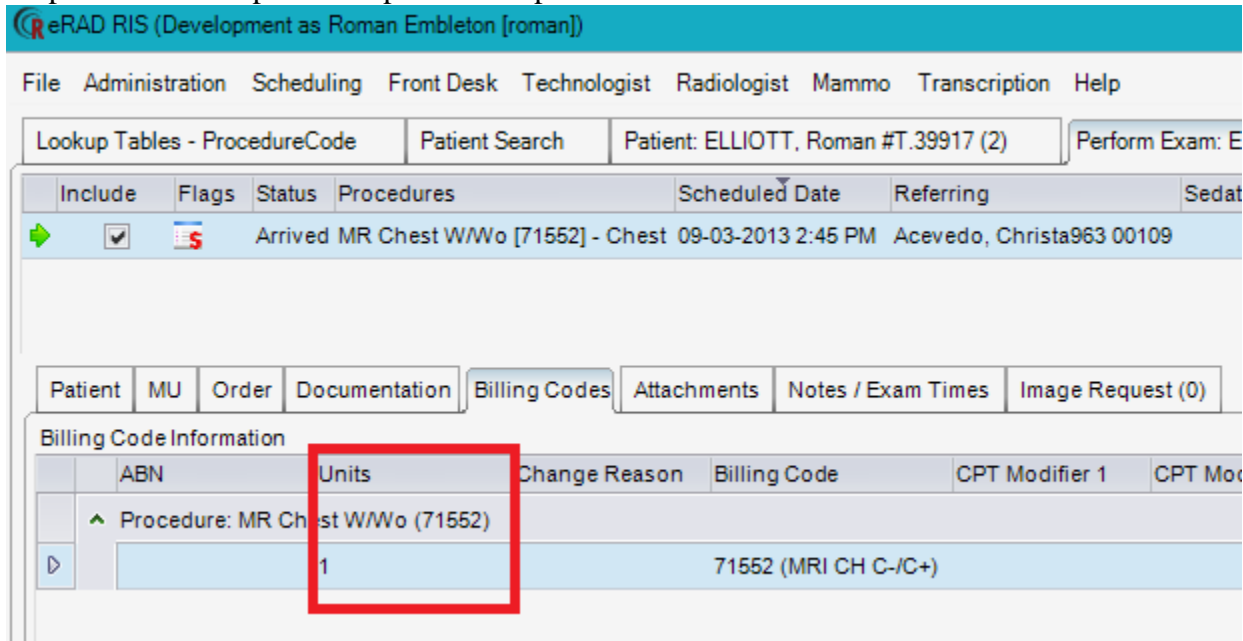 eRAD RIS (Development as Roman Embleton [roman])
File Administration Scheduling Front Desk Technologist Radiologist Mammo Transcription Help
Lookup Tables - ProcedureCode Patient Search Patient: ELLIOTT, Roman #T.39917 (2) Perform Exam: E
Include Flags Status Procedures Scheduled Date Referring Sedat
Arrived MR Chest W/Wo [71552] - Chest 09-03-2013 2:45 PM Acevedo, Christa963 00109
Patient MU Order Documentation Billing Codes Attachments Notes / Exam Times Image Request (0)
Billing Code Information
ABN Units Change Reason Billing Code CPT Modifier 1 CPT Mod
Procedure: MR Chest W/Wo (71552)
1 71552 (MRI CH C-/C+)